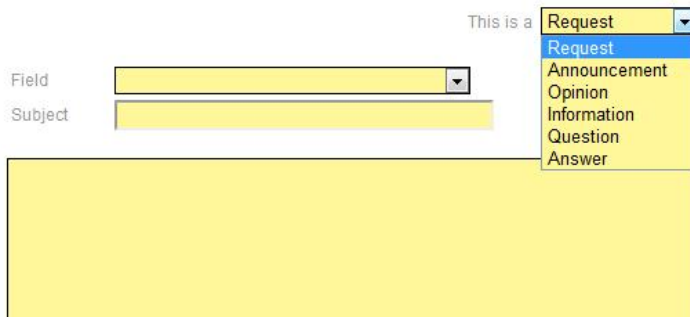 This is a Request
Request
Announcement
Field
Opinion
Subject
Information
Question
Answer